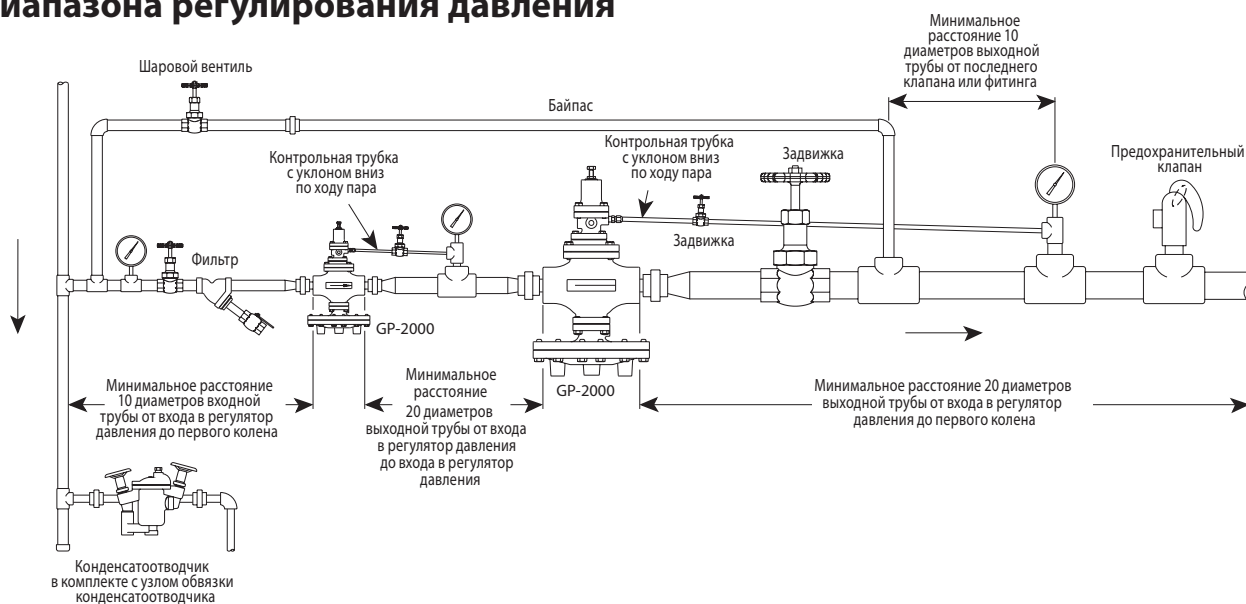 иапазона регулирования давления
Минимальное
расстояние 10
диаметров выходной
трубы от последнего
клапана или фитинга
Шаровой вентиль
Байпас
Контрольная трубка
с уклоном вниз
по ходу пара
Контрольная трубка
с уклоном вниз
по ходу пара
Задвижка
Предохранительный
клапан
Фильтр
Задвижка
GP-2000
GP-2000
Минимальное расстояние
10 диаметров входной
трубы от входа в регулятор
давления до первого колена
Минимальное
расстояние
20 диаметров
выходной трубы от входа
в регулятор давления
до входа в регулятор
давления
Минимальное расстояние 20 диаметров
выходной трубы от входа в регулятор
давления до первого колена
Конденсатоотводчик
в комплекте с узлом обвязки
конденсатоотводчика